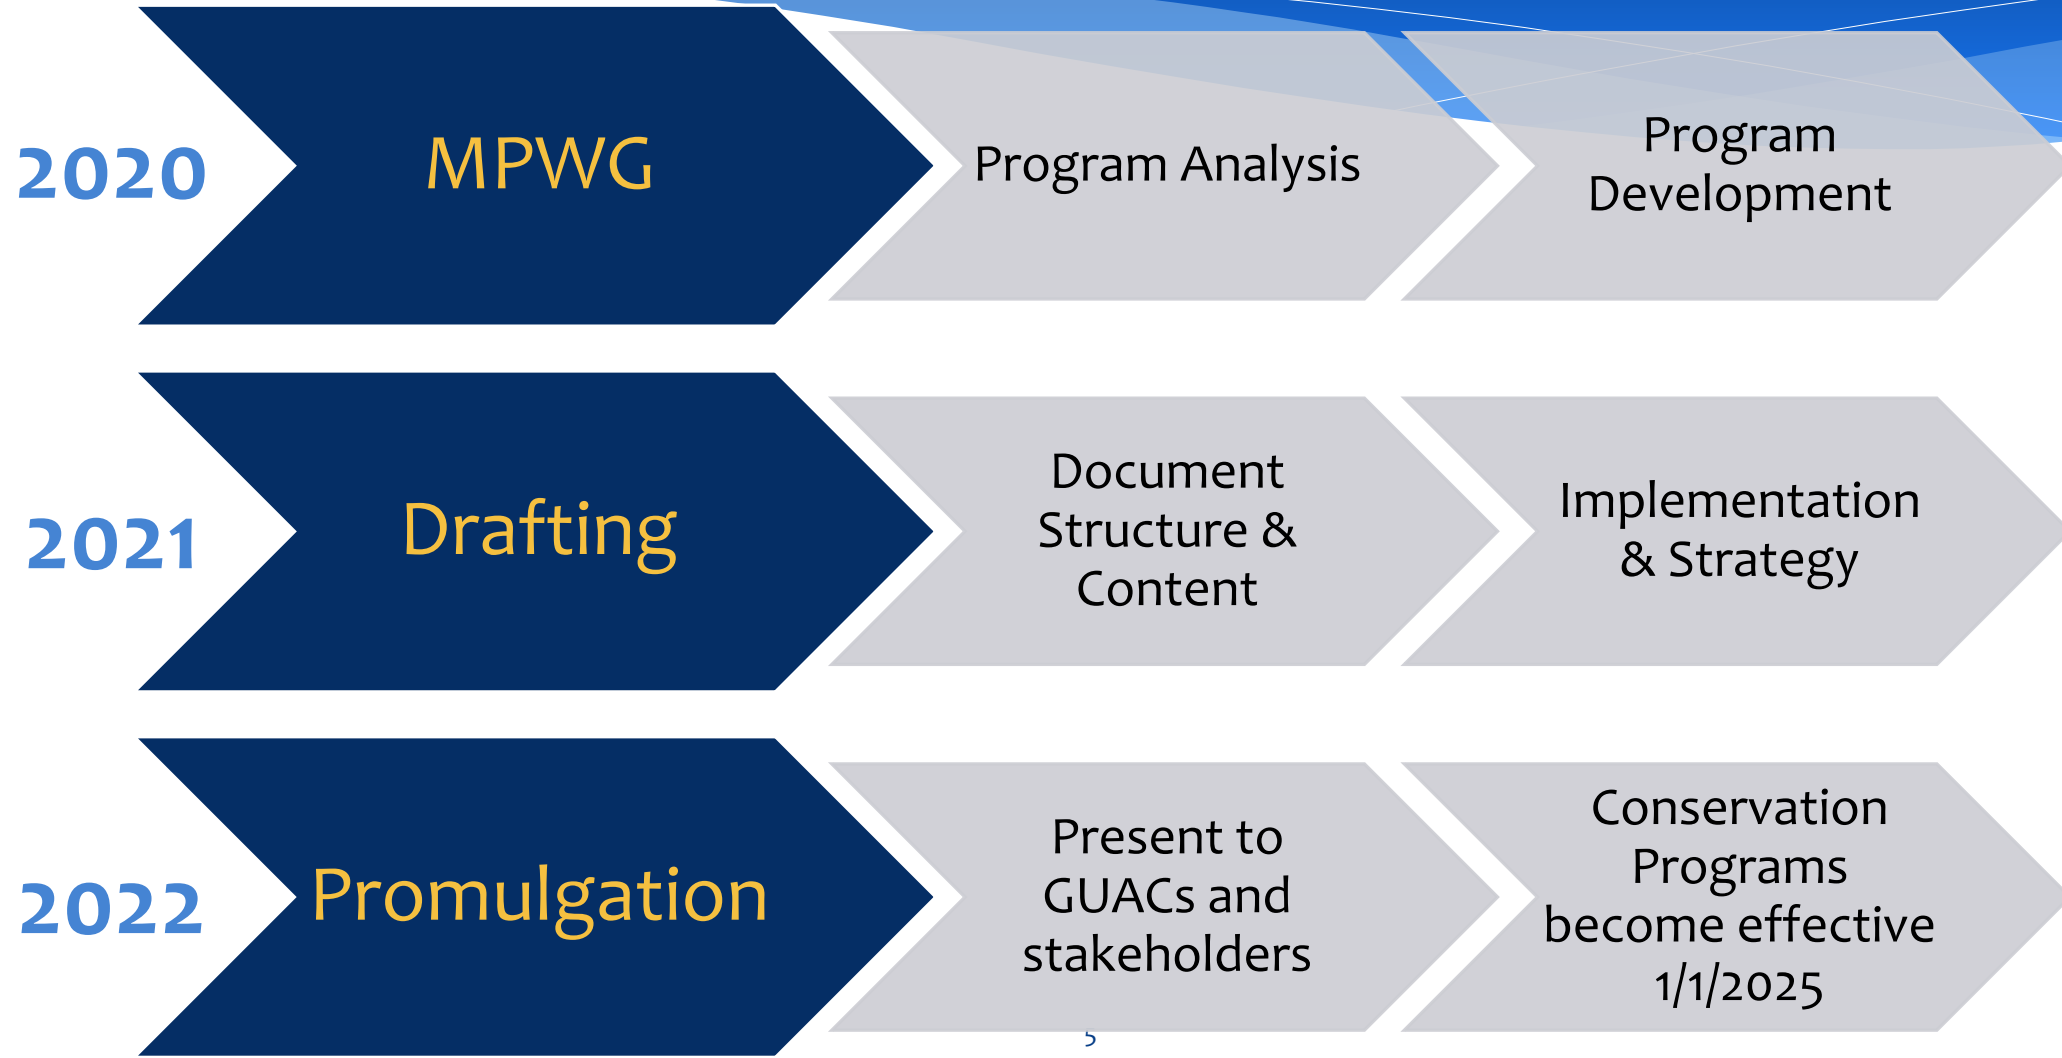 2020
MPWG
Program Analysis
Program
Development
2021
Drafting
Document
Structure &
Content
Implementation
& Strategy
2022
Promulgation
Present to
GUACs and
stakeholders
Conservation
Programs
become effective
1/1/2025
5